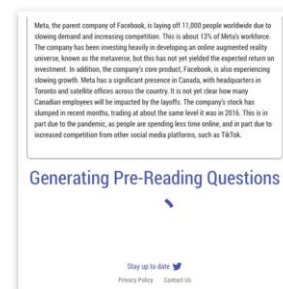 Meta, the parent company of Facebook, is laying off 11,000 people worldwide due to
slowing demand and increasing competition. This is about 13% of Meta's workforce.
The company has been investing heavily in developing an online augmented reality
universe, known as the metaverse, but this has not yet yielded the expected return on
investment. In addition, the company's core product, Facebook, is also experiencing
slowing growth. Meta has a significant presence in Canada, with headquarters in
Toronto and satellite offices across the country. It is not yet clear how many
Canadian employees will be impacted by the layoffs. The company's stock has
slumped in recent months, trading at about the same level it was in 2016. This is in
part due to the pandemic, as people are spending less time online, and in part due to
increased competition from other social media platforms, such as TikTok.
Generating Pre-Reading Questions
Stay up to date
Privacy Policy Contact Us